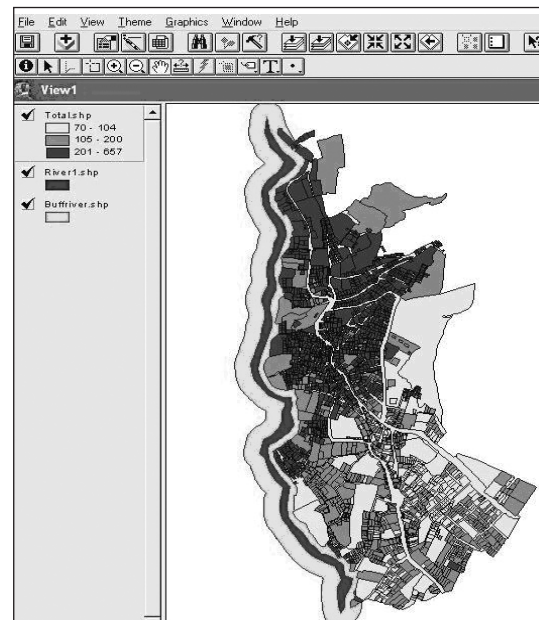 File Edit View Theme Graphics Window Help
T
View1
Total.shp
70 - 104
105 - 200
201 - 657
River1.shp
Buffriver.shp